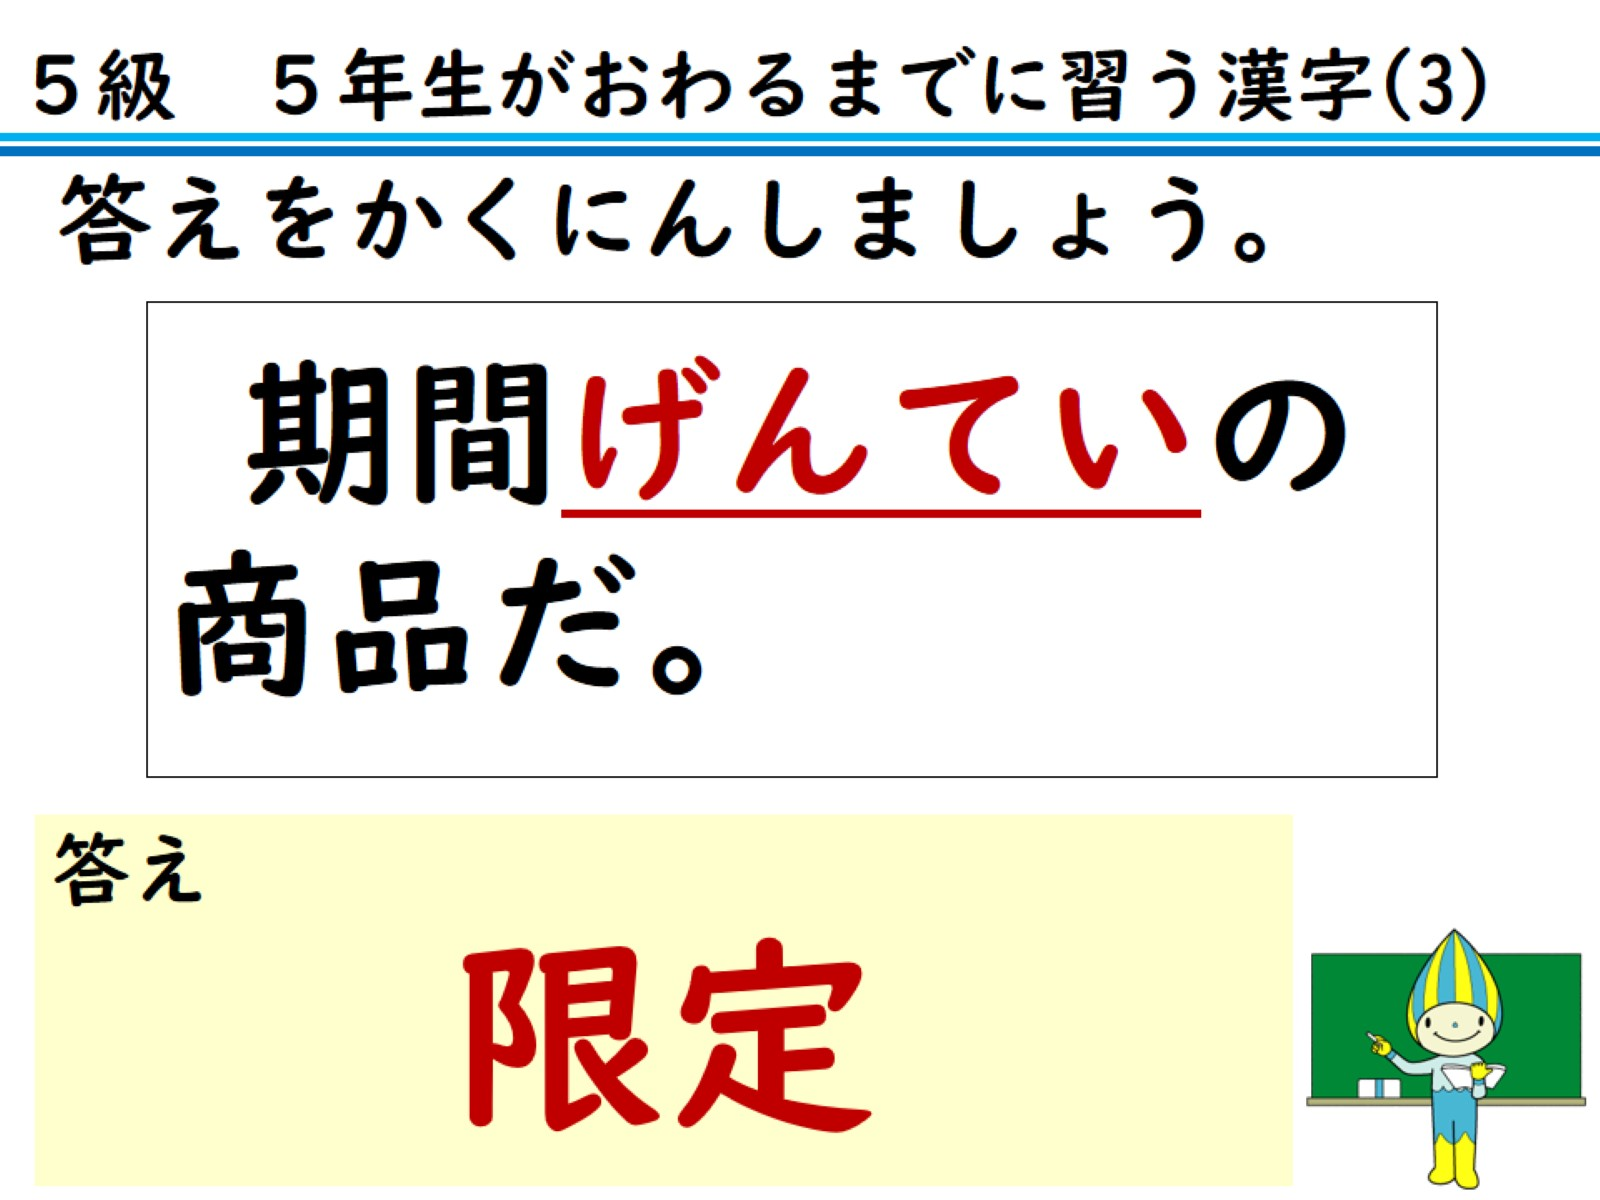 ５級　５年生がおわるまでに習う漢字(3)
答えをかくにんしましょう。
期間げんていの
商品だ。
答え
限定